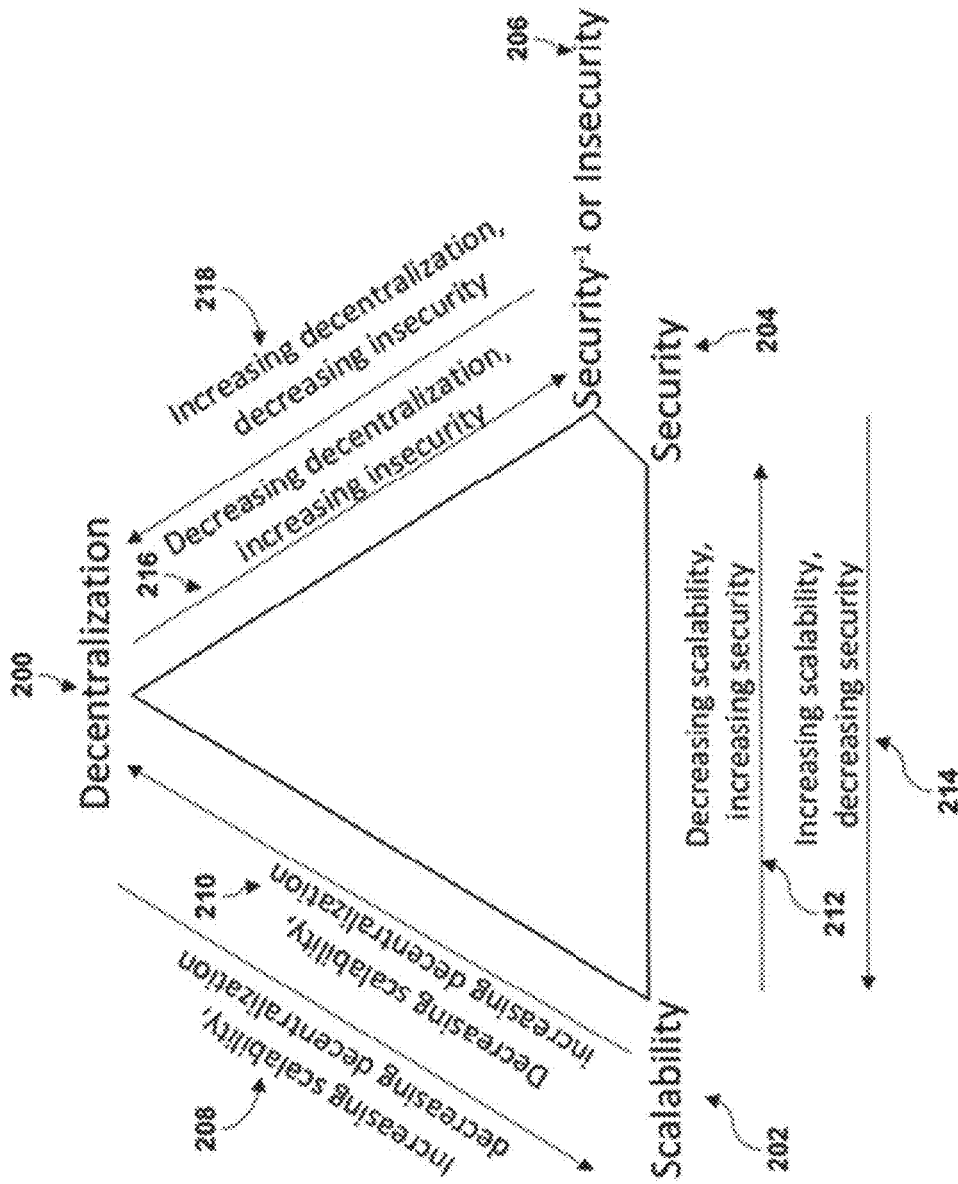 200
Decentralization
208
Increasing scalability,
decreasing decentralization
210
Decreasing scalability,
increasing decentralization
216
Decreasing decentralization,
increasing insecurity
218
Increasing decentralization,
decreasing insecurity
206
Security⁻¹ or Insecurity
Security
204
Scalability
202
Decreasing scalability,
increasing security
212
Increasing scalability,
decreasing security
214